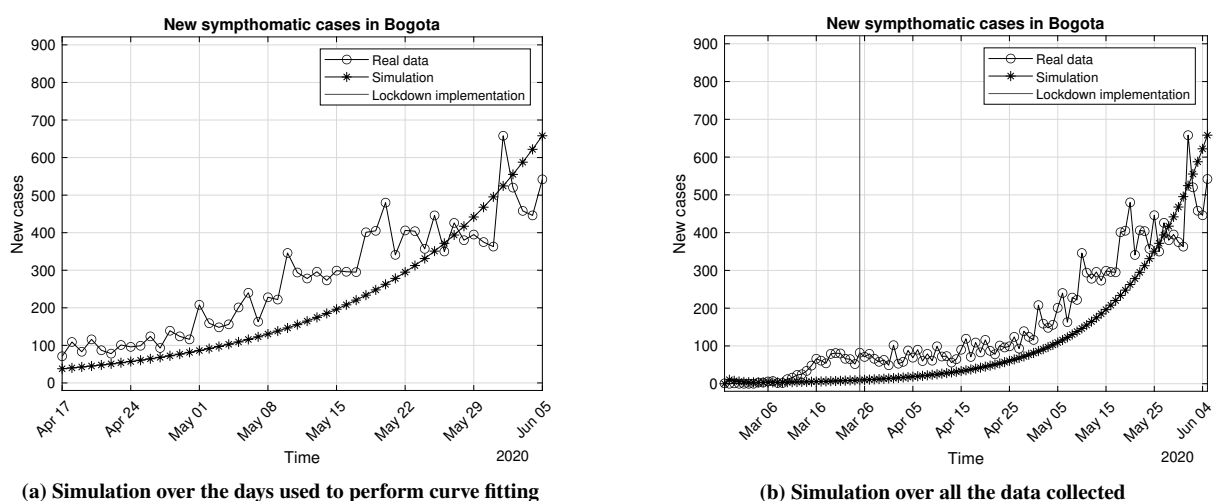 New sympthomatic cases in Bogota
900
800
700
600
500
400
300
200
100
0
New cases
Real data
Simulation
Lockdown implementation
Apr 17
Apr 24
May 01
May 08
May 15
May 22
May 29
Jun 05
Time
2020
(a) Simulation over the days used to perform curve fitting
New sympthomatic cases in Bogota
900
800
700
600
500
400
300
200
100
0
New cases
Real data
Simulation
Lockdown implementation
Mar 06
Mar 16
Mar 26
Apr 05
Apr 15
Apr 25
May 05
May 15
May 25
Jun 04
Time
2020
(b) Simulation over all the data collected